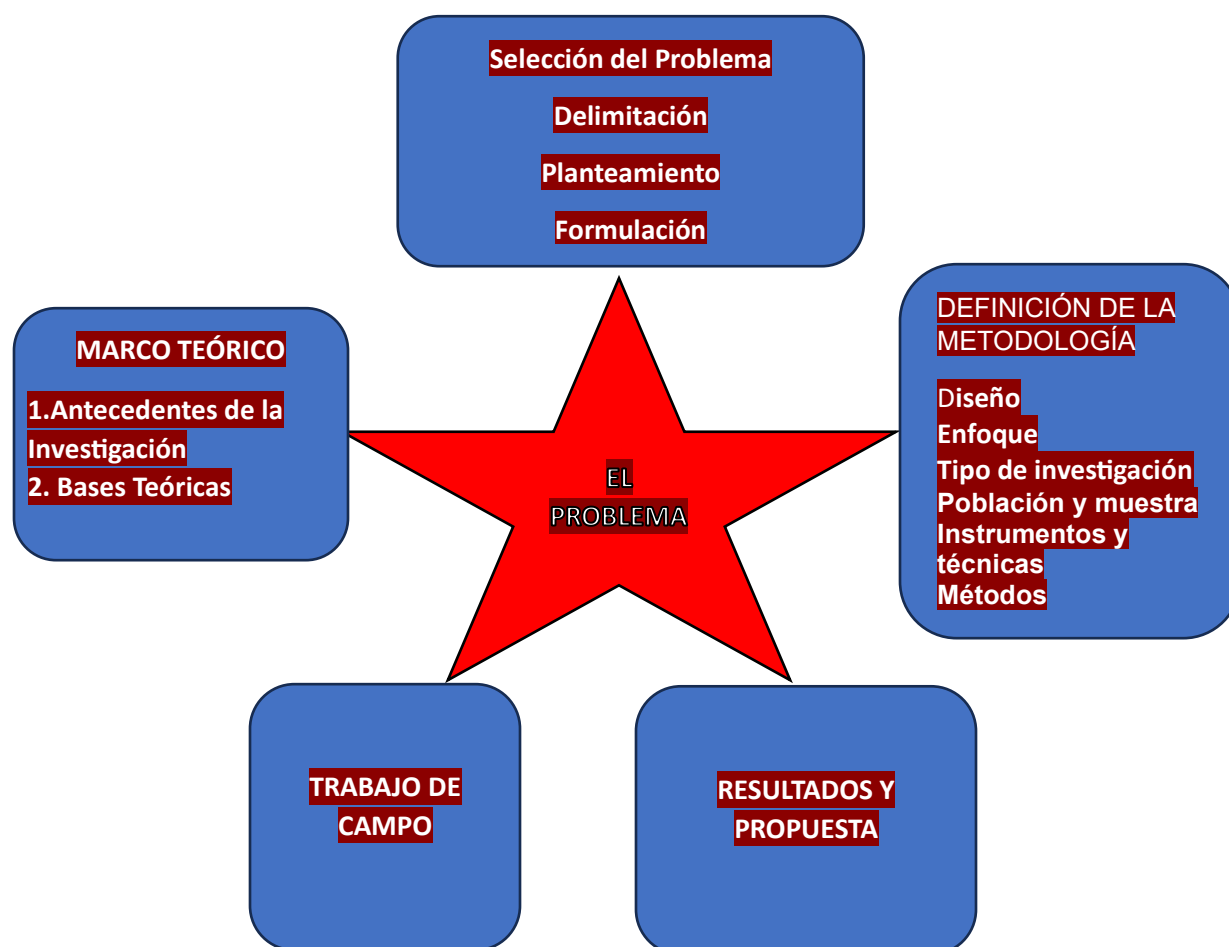 Selección del Problema
Delimitación
Planteamiento
Formulación
MARCO TEÓRICO
1.Antecedentes de la
Investigación
2. Bases Teóricas
EL
PROBLEMA
DEFINICIÓN DE LA
METODOLOGÍA
Diseño
Enfoque
Tipo de investigación
Población y muestra
Instrumentos y
técnicas
Métodos
TRABAJO DE
CAMPO
RESULTADOS Y
PROPUESTA